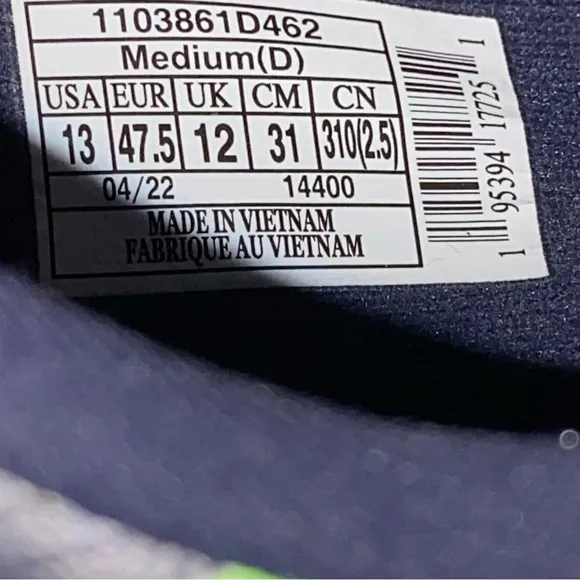 1103861D462
Medium(D)
USA EUR UK CM CN
13 47.5 12 31 310(2.5)
04/22 14400
MADE IN VIETNAM
FABRIQUE AU VIETNAM
1 95394 17725 1